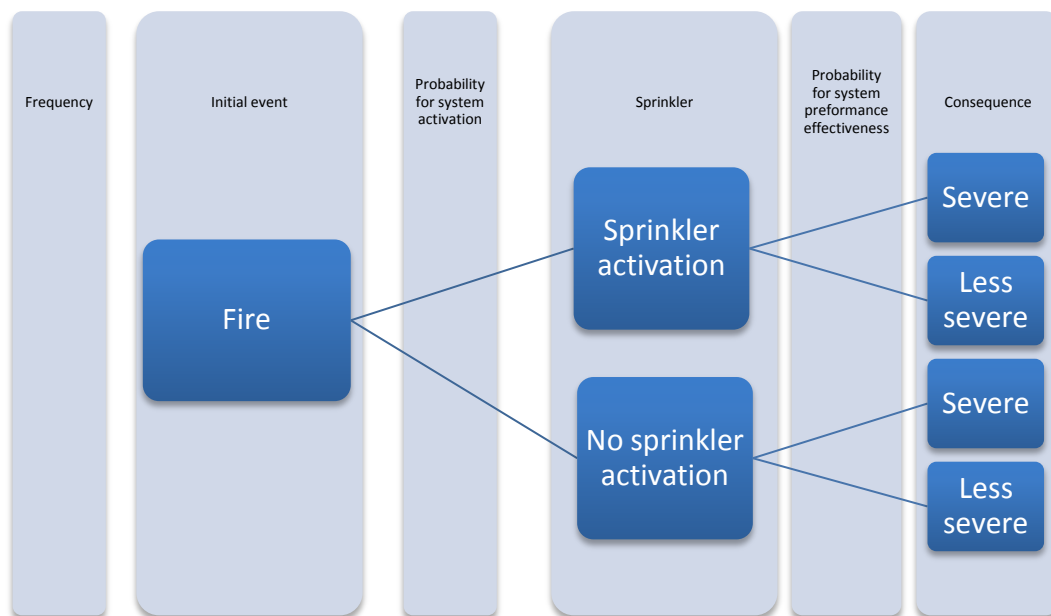 Frequency
Initial event
Probability
for system
activation
Sprinkler
Probability
for system
preformance
effectiveness
Consequence
Fire
Sprinkler
activation
No sprinkler
activation
Severe
Less
severe
Severe
Less
severe